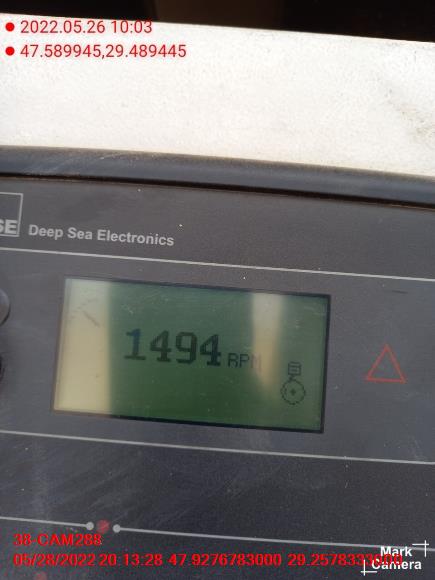 2022.05.26 10:03
47.589945,29.489445
SE
Deep Sea Electronics
1494 RPM
38-CAM288
05/28/2022 20:13:28 47.9276783000 29.2578333000
Mark
Camera